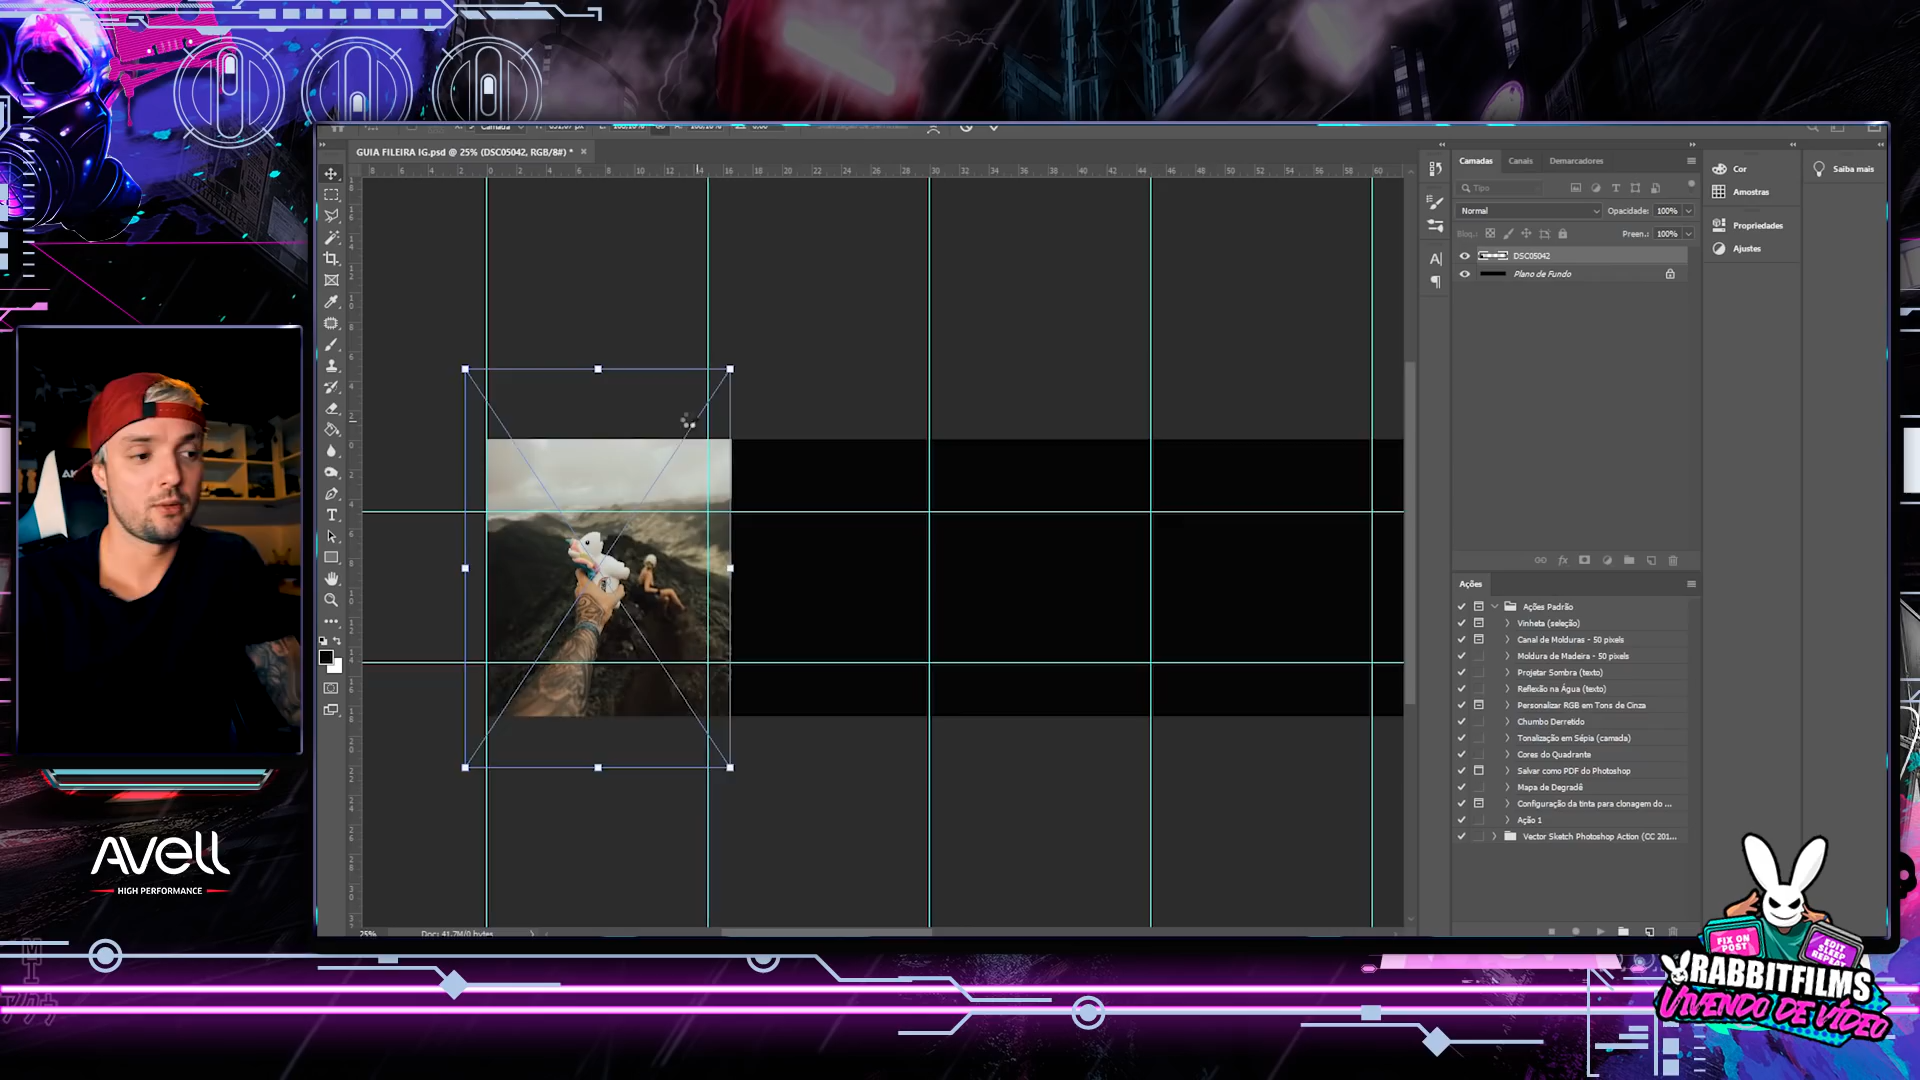 GUIA FILEIRA IG.psd @ 25% (DSC05042, RGB/8#) *
Camada
Camadas
Canais
Demarcadores
Tipo
Normal
Opacidade: 100%
Bloq.:
Preen.: 100%
DSC05042
Plano de Fundo
Cor
Amostras
Propriedades
Ajustes
Saiba mais
Ações
Ações Padrão
Vinheta (seleção)
Canal de Molduras - 50 pixels
Moldura de Madeira - 50 pixels
Projetar Sombra (texto)
Reflexão na Água (texto)
Personalizar RGB em Tons de Cinza
Chumbo Derretido
Tonalização em Sépia (camada)
Cores do Quadrante
Salvar como PDF do Photoshop
Mapa de Degradê
Configuração da tinta para clonagem do ...
Ação 1
Vector Sketch Photoshop Action (CC 201...
25%
Doc: 41,7M/0 bytes
AVELL
HIGH PERFORMANCE
FIX ON POST
EDIT SLEEP REPEAT
RABBITFILMS
VIVENDO DE VÍDEO